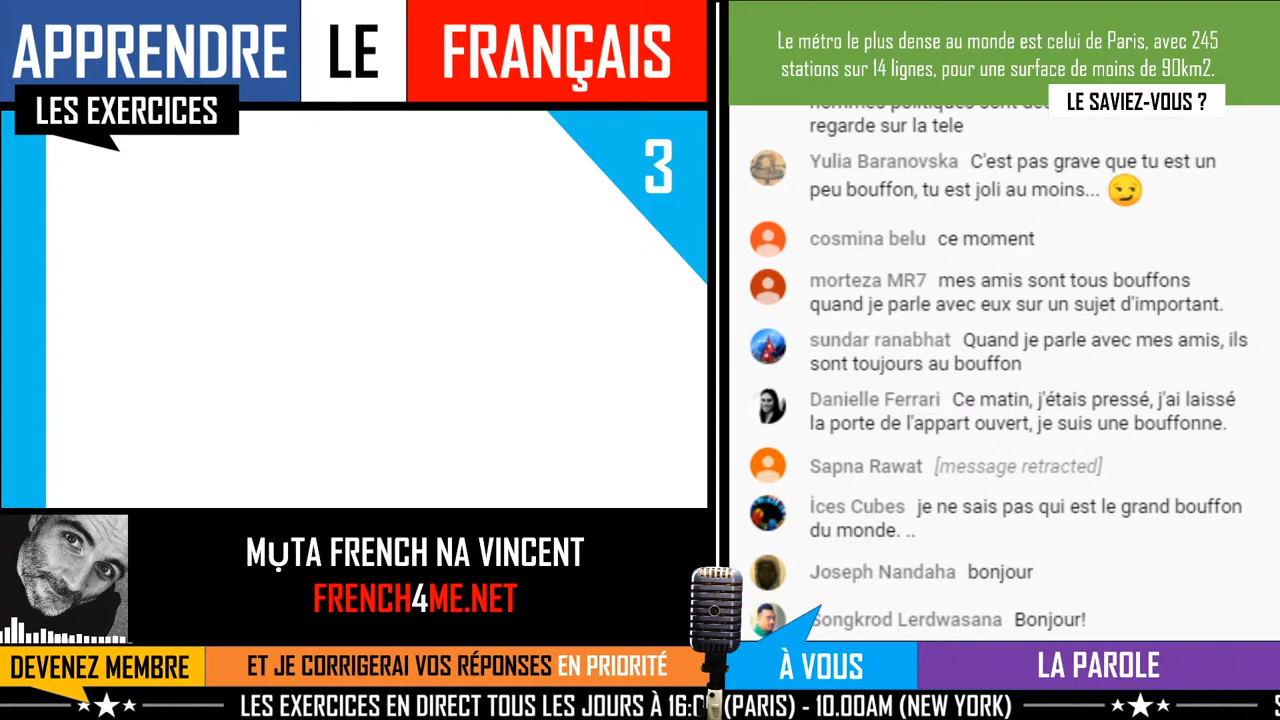 APPRENDRE LE FRANÇAIS
LES EXERCICES
3
MụTA FRENCH NA VINCENT
FRENCH4ME.NET
DEVENEZ MEMBRE
ET JE CORRIGERAI VOS RÉPONSES EN PRIORITÉ
Le métro le plus dense au monde est celui de Paris, avec 245
stations sur 14 lignes, pour une surface de moins de 90km2.
LE SAVIEZ-VOUS ?
regarde sur la tele
Yulia Baranovska C'est pas grave que tu est un
peu bouffon, tu est joli au moins... 😏
cosmina belu ce moment
morteza MR7 mes amis sont tous bouffons
quand je parle avec eux sur un sujet d'important.
sundar ranabhat Quand je parle avec mes amis, ils
sont toujours au bouffon
Danielle Ferrari Ce matin, j'étais pressé, j'ai laissé
la porte de l'appart ouvert, je suis une bouffonne.
Sapna Rawat [message retracted]
İces Cubes je ne sais pas qui est le grand bouffon
du monde. ..
Joseph Nandaha bonjour
Songkrod Lerdwasana Bonjour!
À VOUS
LA PAROLE
LES EXERCICES EN DIRECT TOUS LES JOURS À (PARIS) - 10.00AM (NEW YORK)